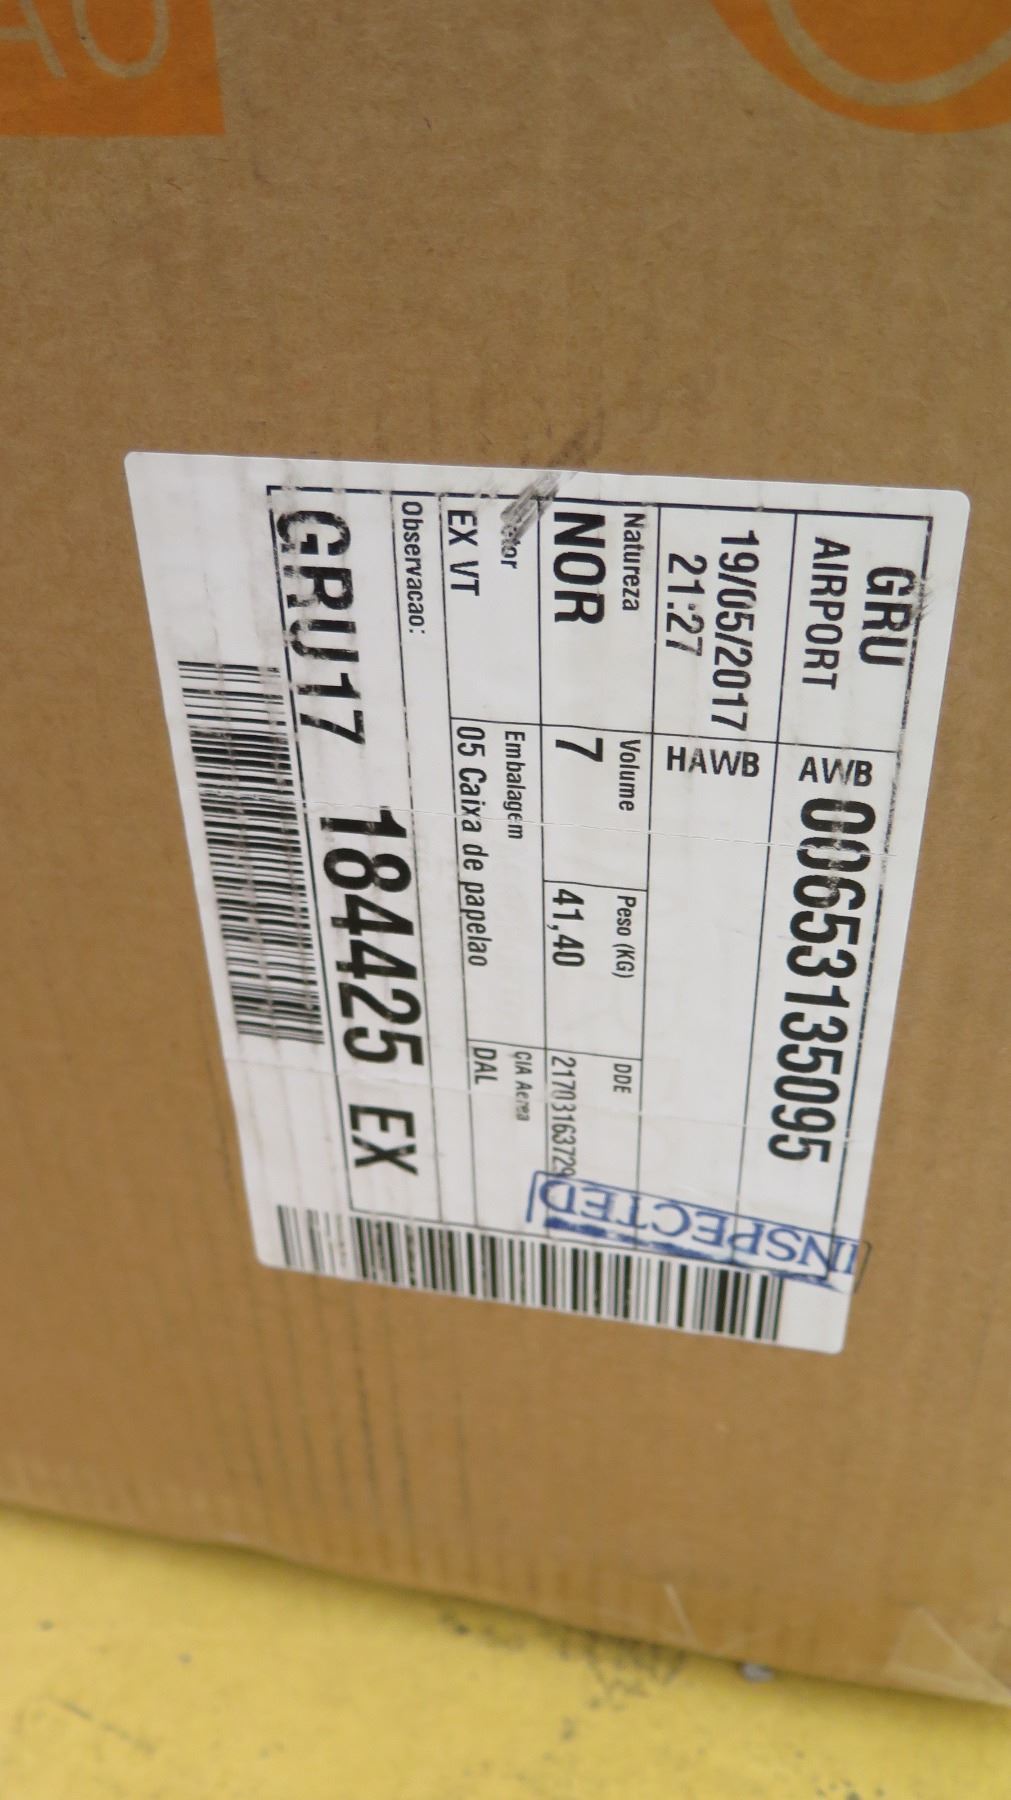 GRU
AIRPORT
AWB 00653135095
19/05/2017
21:27
HAWB
Natureza
NOR
Volume
7
Peso (KG)
41,40
DDE
21703163729
EX VT
Embalagem
05 Caixa de papelao
CIA Aerea
DAL
Observacao:
GRU17 184425 EX
INSPECTED